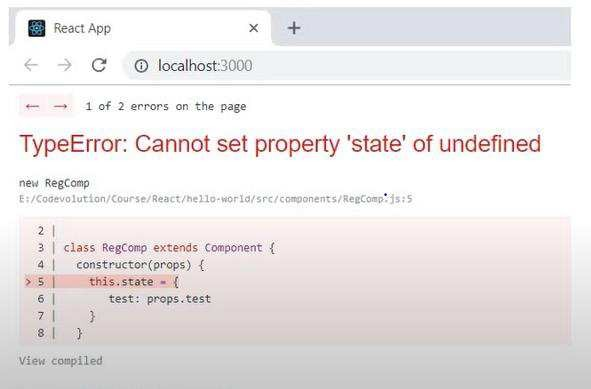 React App
localhost:3000
1 of 2 errors on the page
TypeError: Cannot set property 'state' of undefined
new RegComp
E:/Codevolution/Course/React/hello-world/src/components/RegComp.js:5
2 |
3 | class RegComp extends Component {
4 |   constructor(props) {
> 5 |     this.state = {
6 |       test: props.test
7 |     }
8 |   }
View compiled